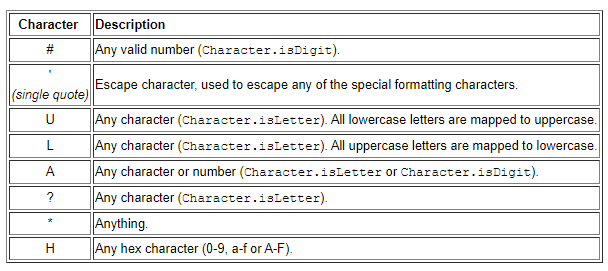 Character Description
# Any valid number (Character.isDigit).
'
(single quote) Escape character, used to escape any of the special formatting characters.
U Any character (Character.isLetter). All lowercase letters are mapped to uppercase.
L Any character (Character.isLetter). All uppercase letters are mapped to lowercase.
A Any character or number (Character.isLetter or Character.isDigit).
? Any character (Character.isLetter).
* Anything.
H Any hex character (0-9, a-f or A-F).